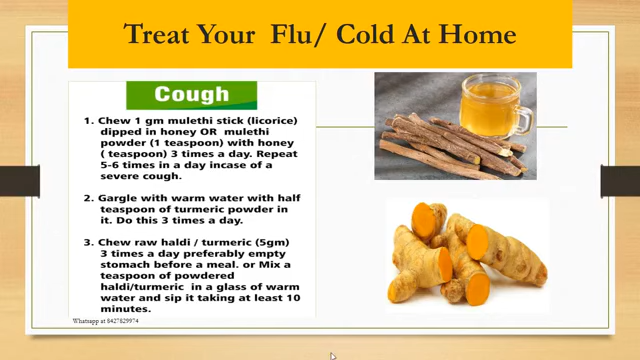 Treat Your Flu/ Cold At Home
Cough
1. Chew 1 gm mulethi stick (licorice)
dipped in honey OR mulethi
powder (1 teaspoon) with honey
( teaspoon) 3 times a day. Repeat
5-6 times in a day incase of a
severe cough.
2. Gargle with warm water with half
teaspoon of turmeric powder in
it. Do this 3 times a day.
3. Chew raw haldi / turmeric (5gm)
3 times a day preferably empty
stomach before a meal. or Mix a
teaspoon of powdered
haldi/turmeric in a glass of warm
water and sip it taking at least 10
minutes.
Whatsapp at 8427829974